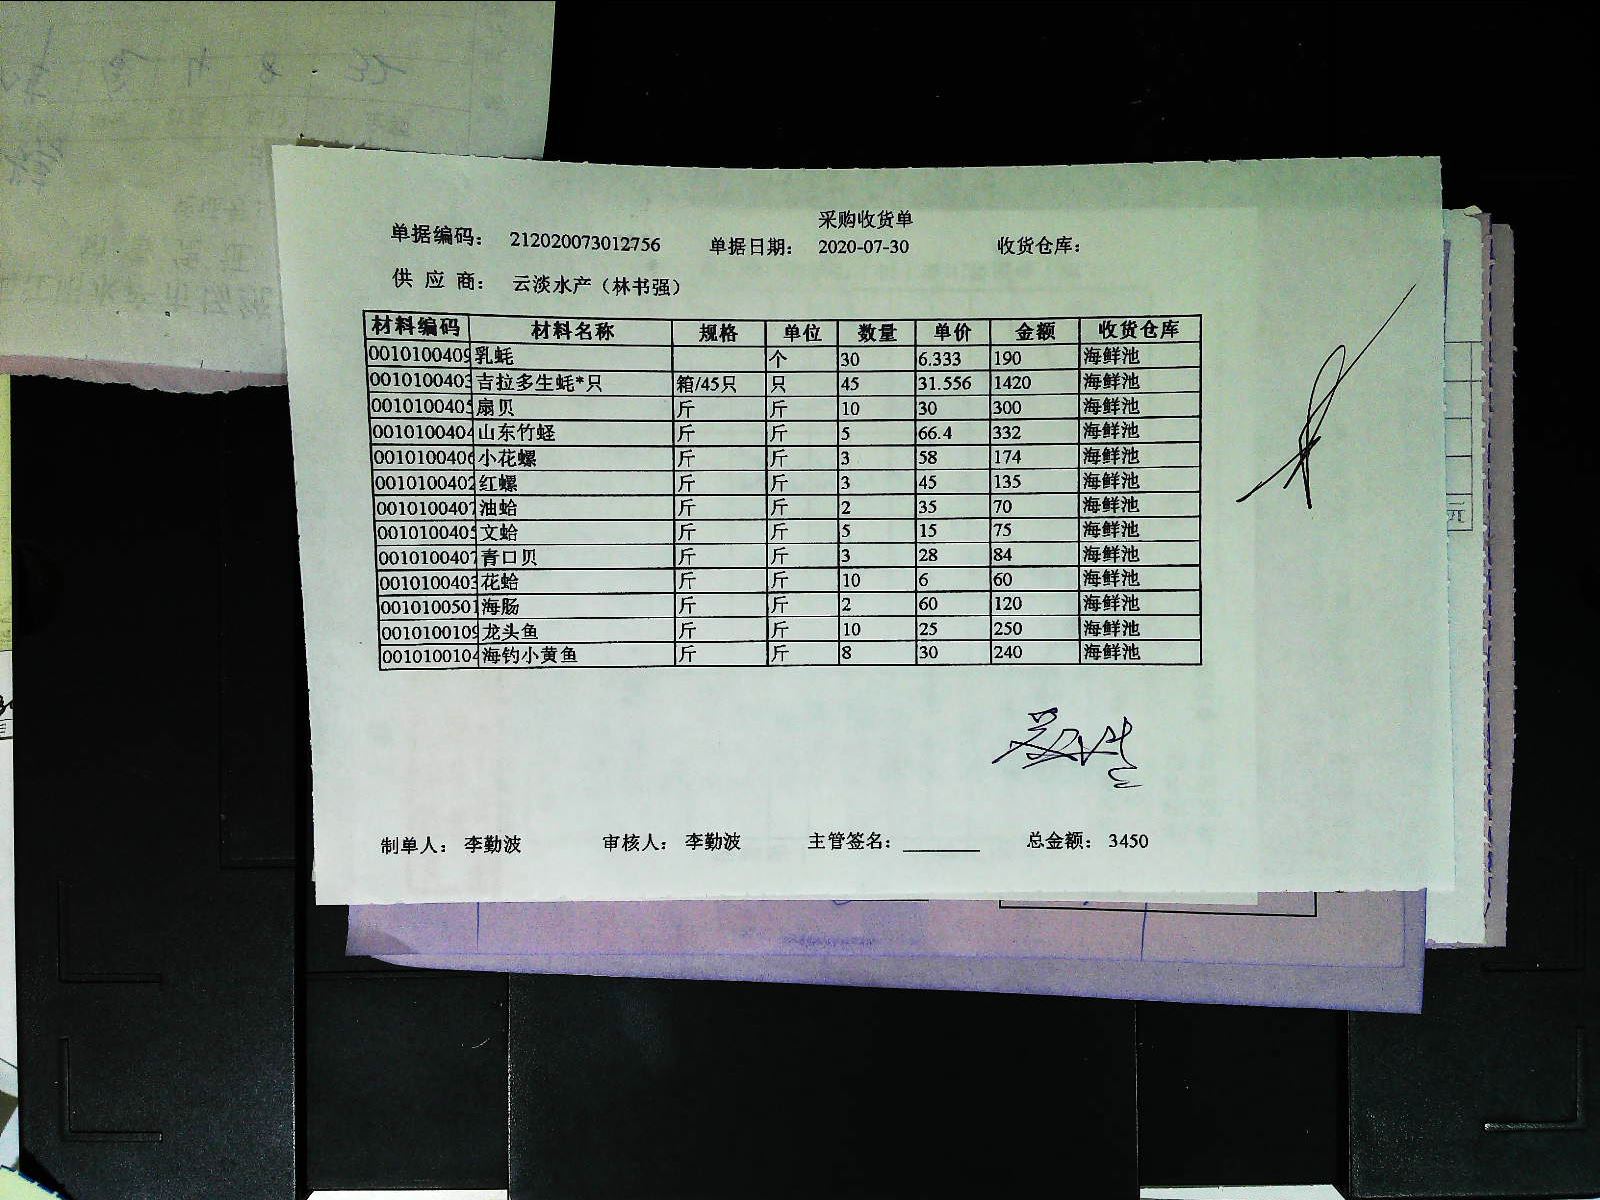 采购收货单
单据编码: 212020073012756 单据日期: 2020-07-30 收货仓库:
供 应 商: 云淡水产（林书强）
材料编码 材料名称 规格 单位 数量 单价 金额 收货仓库
0010100409 乳蚝 个 30 6.333 190 海鲜池
0010100403 吉拉多生蚝*只 箱/45只 只 45 31.556 1420 海鲜池
0010100405 扇贝 斤 斤 10 30 300 海鲜池
0010100404 山东竹蛏 斤 斤 5 66.4 332 海鲜池
0010100406 小花螺 斤 斤 3 58 174 海鲜池
0010100402 红螺 斤 斤 3 45 135 海鲜池
0010100407 油蛤 斤 斤 2 35 70 海鲜池
0010100405 文蛤 斤 斤 5 15 75 海鲜池
0010100407 青口贝 斤 斤 3 28 84 海鲜池
0010100403 花蛤 斤 斤 10 6 60 海鲜池
0010100501 海肠 斤 斤 2 60 120 海鲜池
0010100109 龙头鱼 斤 斤 10 25 250 海鲜池
0010100104 海钓小黄鱼 斤 斤 8 30 240 海鲜池
制单人: 李勤波 审核人: 李勤波 主管签名: 总金额: 3450